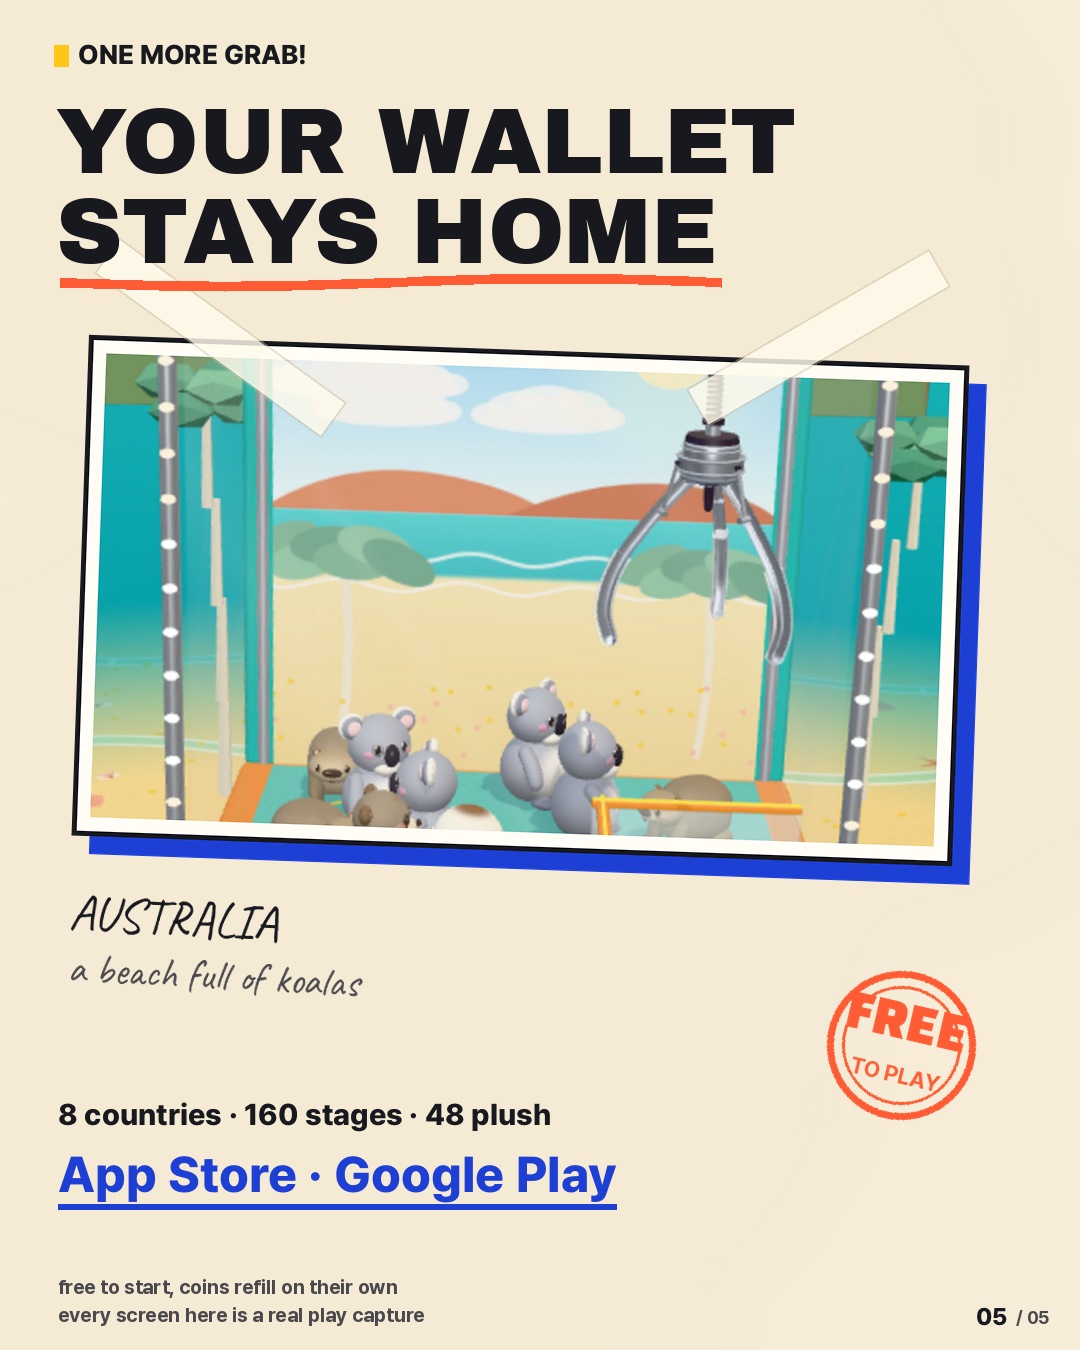 ONE MORE GRAB!
YOUR WALLET
STAYS HOME
AUSTRALIA
a beach full of koalas
FREE
TO PLAY
8 countries · 160 stages · 48 plush
App Store · Google Play
free to start, coins refill on their own
every screen here is a real play capture
05 / 05